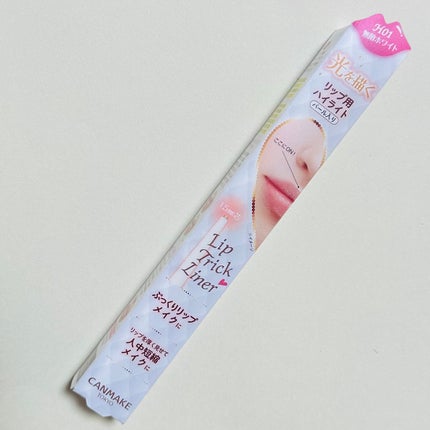 H01
無敵ホワイト
光を描く
リップ用
ハイライト
パール入り
ここにON!
Lip
Trick
Liner
ぷっくりリップ
メイクに
リップを厚く見せて
人中短縮
メイクに
CANMAKE
TOKYO